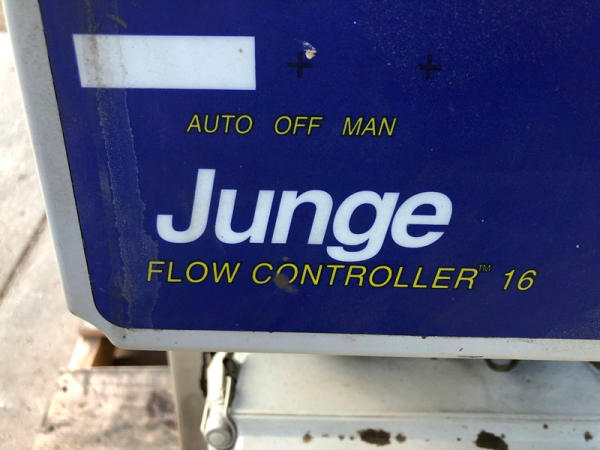 AUTO OFF MAN
Junge
FLOW CONTROLLER™ 16